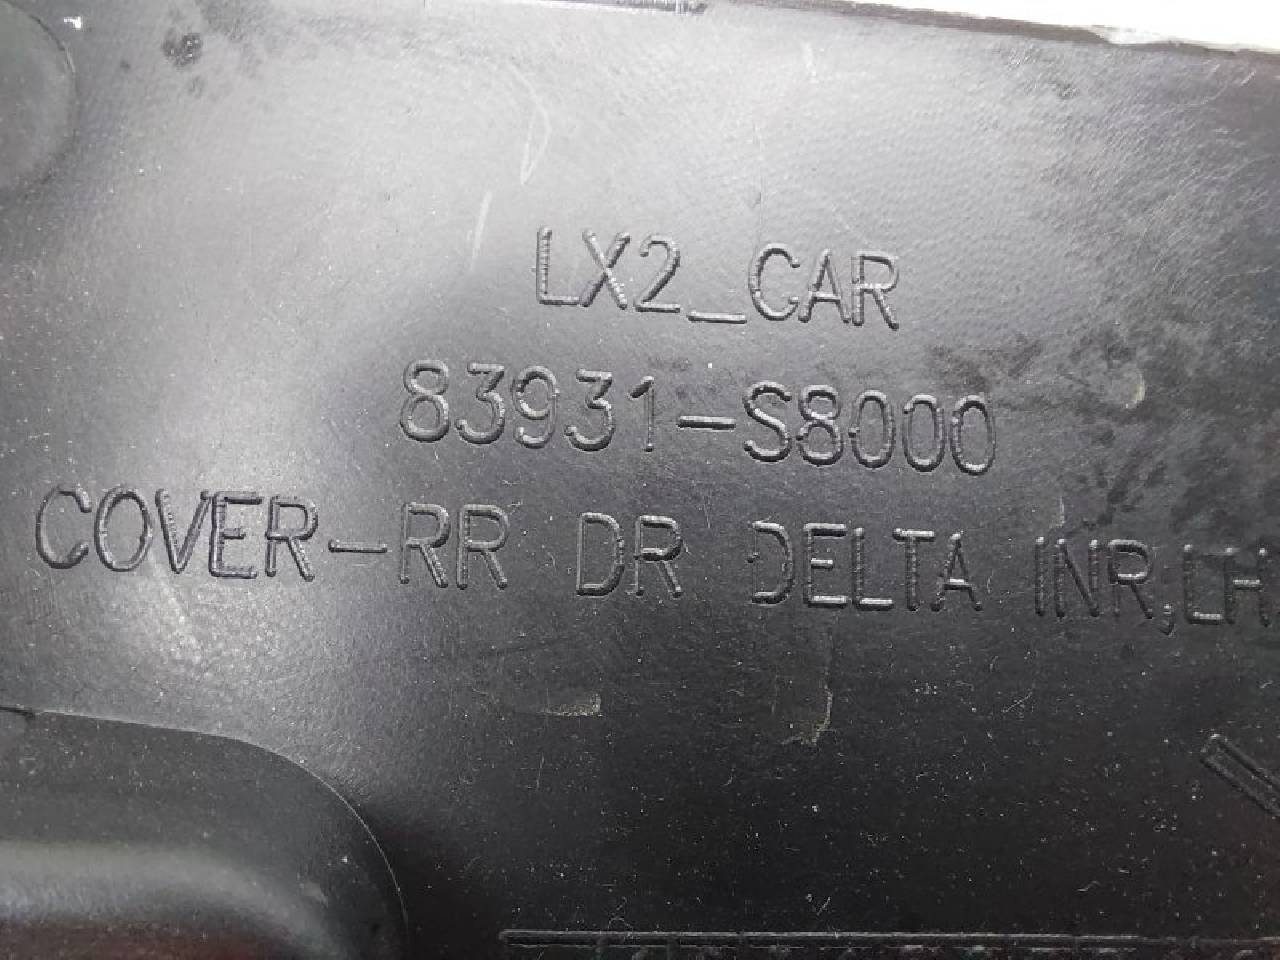 LX2_CAR
83931-S8000
COVER-RR DR DELTA INR,LH